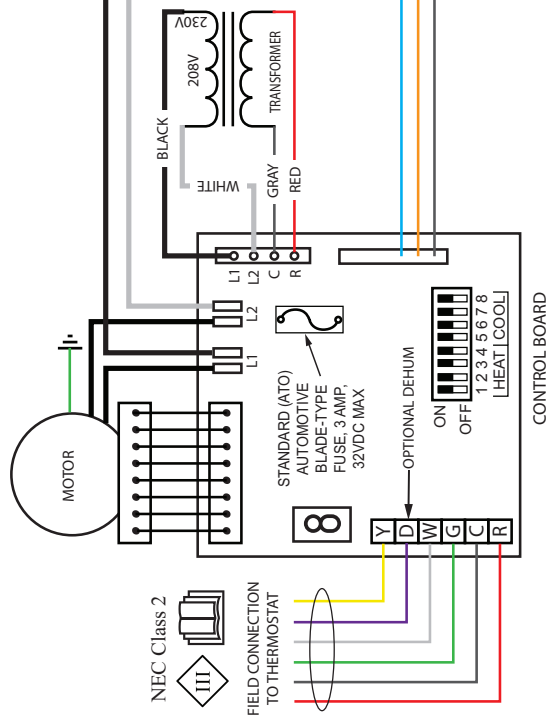 230V
208V
TRANSFORMER
BLACK
WHITE
GRAY
RED
L1
L2
C
R
L2
L1
MOTOR
STANDARD (ATO)
AUTOMOTIVE
BLADE-TYPE
FUSE, 3 AMP,
32VDC MAX
OPTIONAL DEHUM
ON
OFF
1 2 3 4 5 6 7 8
HEAT COOL
CONTROL BOARD
8
Y
D
W
G
C
R
NEC Class 2
III
FIELD CONNECTION
TO THERMOSTAT